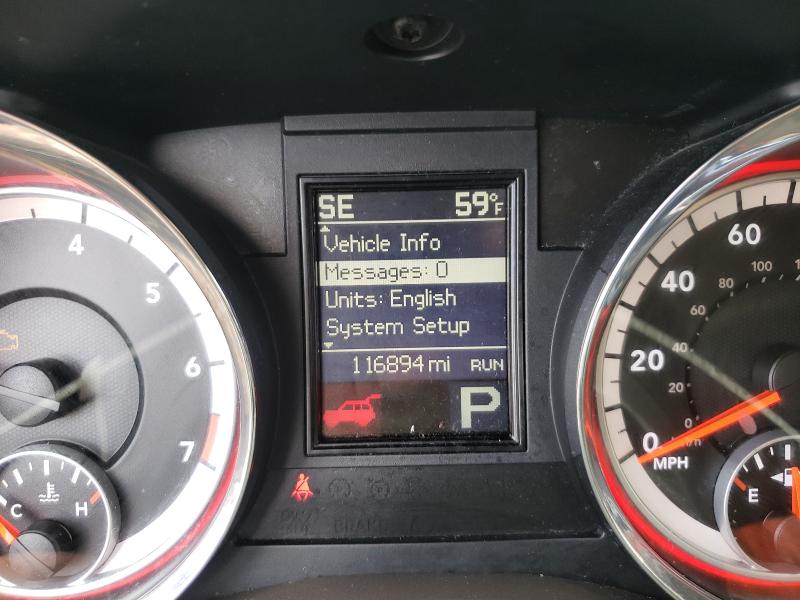 SE 59°F
Vehicle Info
Messages: 0
Units: English
System Setup
116894 mi RUN
P
4
5
6
7
C H
60
40
20
0
MPH
100
80
60
40
20
0
E